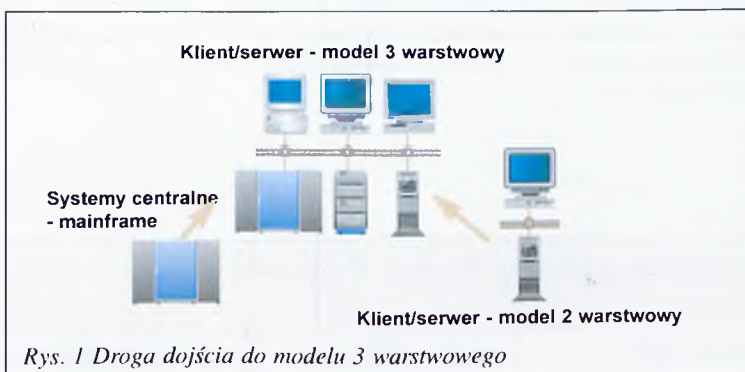 Klient/serwer - model 3 warstwowy
Systemy centralne
- mainframe
Klient/serwer - model 2 warstwowy
Rys. 1 Droga dojścia do modelu 3 warstwowego